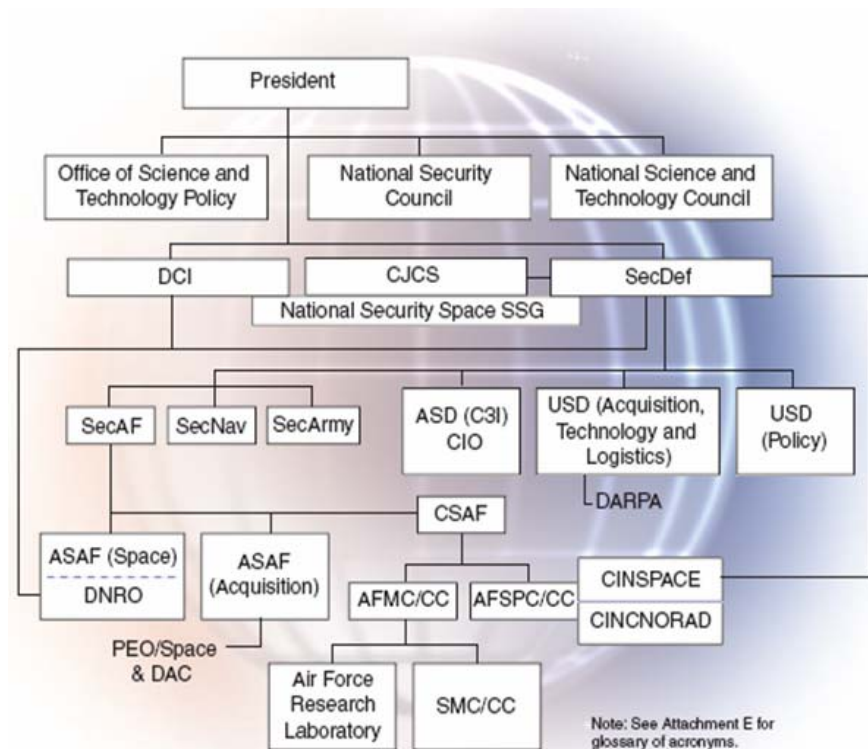 President
Office of Science and
Technology Policy
National Security
Council
National Science and
Technology Council
DCI
CJCS
SecDef
National Security Space SSG
SecAF
SecNav
SecArmy
ASD (C3I)
CIO
USD (Acquisition,
Technology and
Logistics)
USD
(Policy)
DARPA
CSAF
ASAF (Space)
DNRO
ASAF
(Acquisition)
AFMC/CC
AFSPC/CC
CINSPACE
CINCNORAD
PEO/Space
& DAC
Air Force
Research
Laboratory
SMC/CC
Note: See Attachment E for
glossary of acronyms.